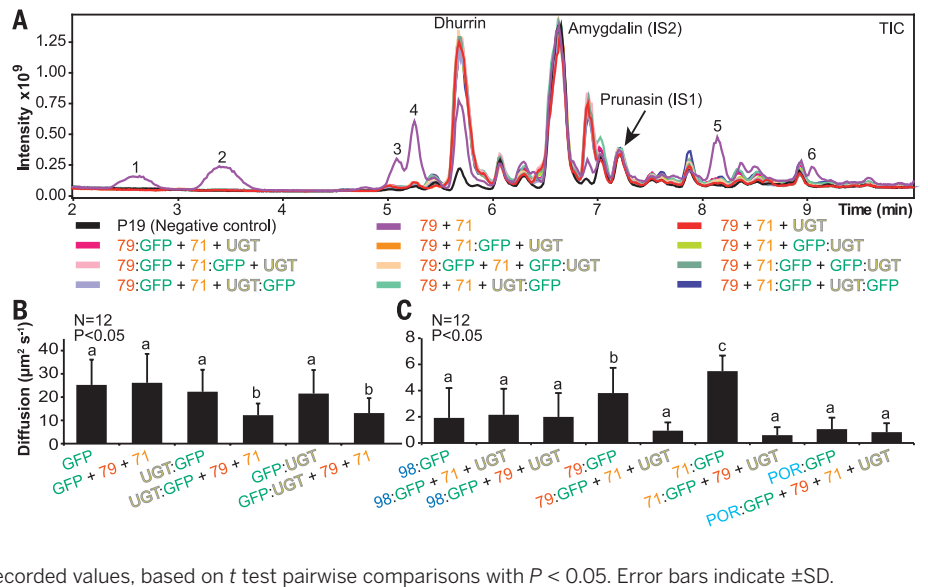 A
Dhurrin
Amygdalin (IS2)
TIC
Prunasin (IS1)
1
2
3
4
5
6
Intensity x10⁹
1.25
1.00
0.75
0.50
0.25
0.00
2 3 4 5 6 7 8 Time (min)
P19 (Negative control)
79 + 71
79 + 71 + UGT
79:GFP + 71 + UGT
79 + 71:GFP + UGT
79 + 71 + GFP:UGT
79:GFP + 71:GFP + UGT
79:GFP + 71 + GFP:UGT
79 + 71:GFP + GFP:UGT
79:GFP + 71 + UGT:GFP
79 + 71 + UGT:GFP
79 + 71:GFP + UGT:GFP
B
N=12
P<0.05
Diffusion (μm² s⁻¹)
40
30
20
10
0
a a a b a b
GFP
GFP + 79 + 71
UGT:GFP
UGT:GFP + 79 + 71
GFP:UGT
GFP:UGT + 79 + 71
C
N=12
P<0.05
8
6
4
2
0
a a a b a c a a a
98:GFP
98:GFP + 71 + UGT
98:GFP + 79 + UGT
79:GFP
79:GFP + 71 + UGT
71:GFP
71:GFP + 79 + UGT
POR:GFP
POR:GFP + 79 + 71 + UGT
ecorded values, based on t test pairwise comparisons with P < 0.05. Error bars indicate ±SD.